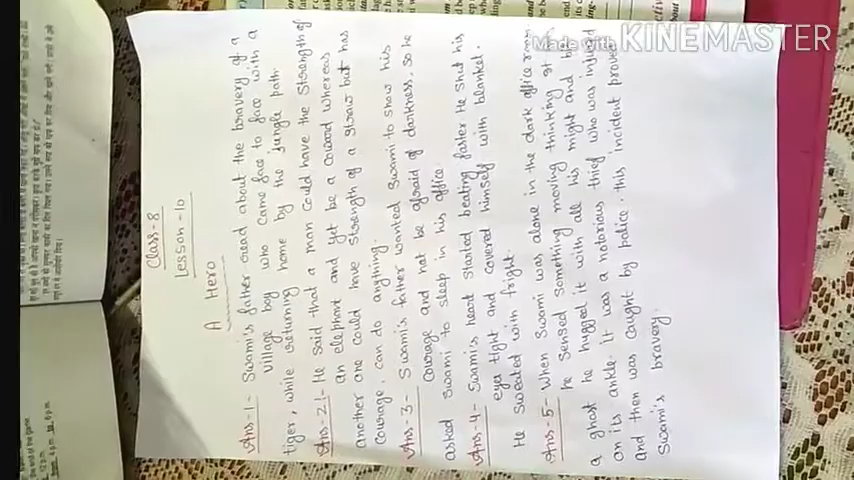 Class-8
Lesson-10
A Hero
Ans-1- Swami's father read about the bravery of a
village boy who came face to face with a
tiger, while returning home by the jungle path.
Ans-2!- He said that a man could have the strength of
an elephant and yet be a coward whereas
another one could have strength of a straw but has
courage, can do anything.
Ans-3- Swami's father wanted Swami to show his
courage and not be afraid of darkness. So he
asked Swami to sleep in his office.
Ans-4- Swami's heart started beating faster He shut his
eyes tight and covered himself with blanket.
He sweated with fright.
Ans-5- When Swami was alone in the dark office room
he sensed something moving thinking it
a ghost he hugged it with all his might and
on its ankle. it was a notorious thief who was injured
and then was caught by police. this incident proved
Swami's bravery.
Made with KINEMASTER